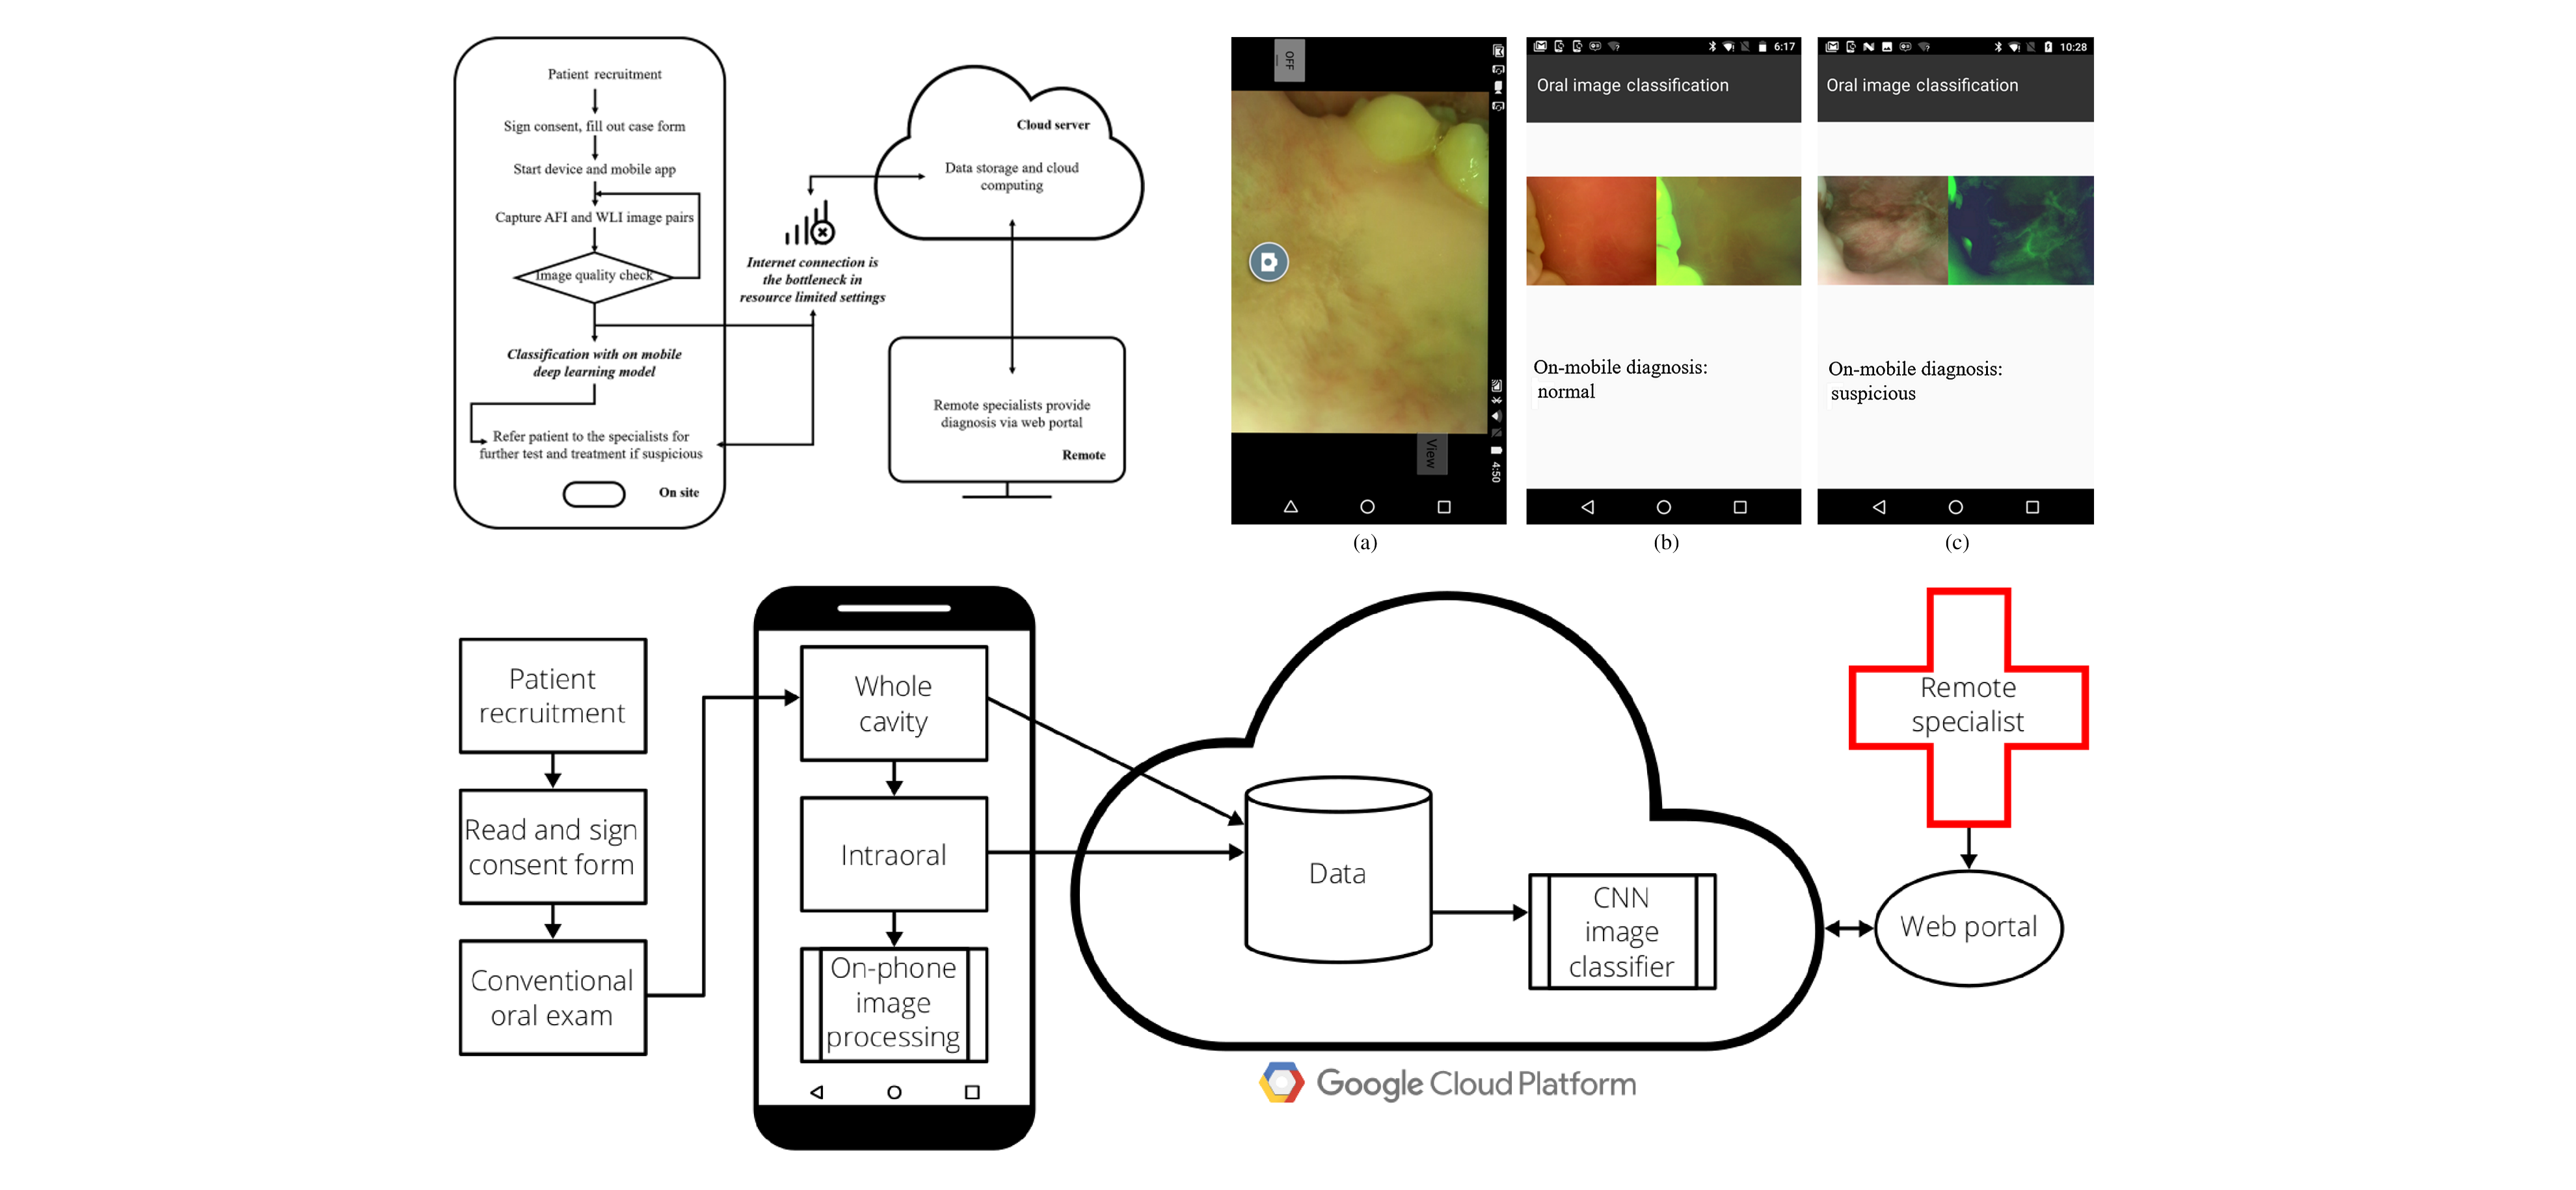 Patient recruitment
Sign consent, fill out case form
Start device and mobile app
Capture AFI and WLI image pairs
Image quality check
Classification with on mobile
deep learning model
Refer patient to the specialists for
further test and treatment if suspicious
On site
Internet connection is
the bottleneck in
resource limited settings
Cloud server
Data storage and cloud
computing
Remote specialists provide
diagnosis via web portal
Remote
OFF
View
4:50
(a)
6:17
Oral image classification
On-mobile diagnosis:
normal
(b)
10:28
Oral image classification
On-mobile diagnosis:
suspicious
(c)
Patient
recruitment
Read and sign
consent form
Conventional
oral exam
Whole
cavity
Intraoral
On-phone
image
processing
Data
CNN
image
classifier
Google Cloud Platform
Remote
specialist
Web portal